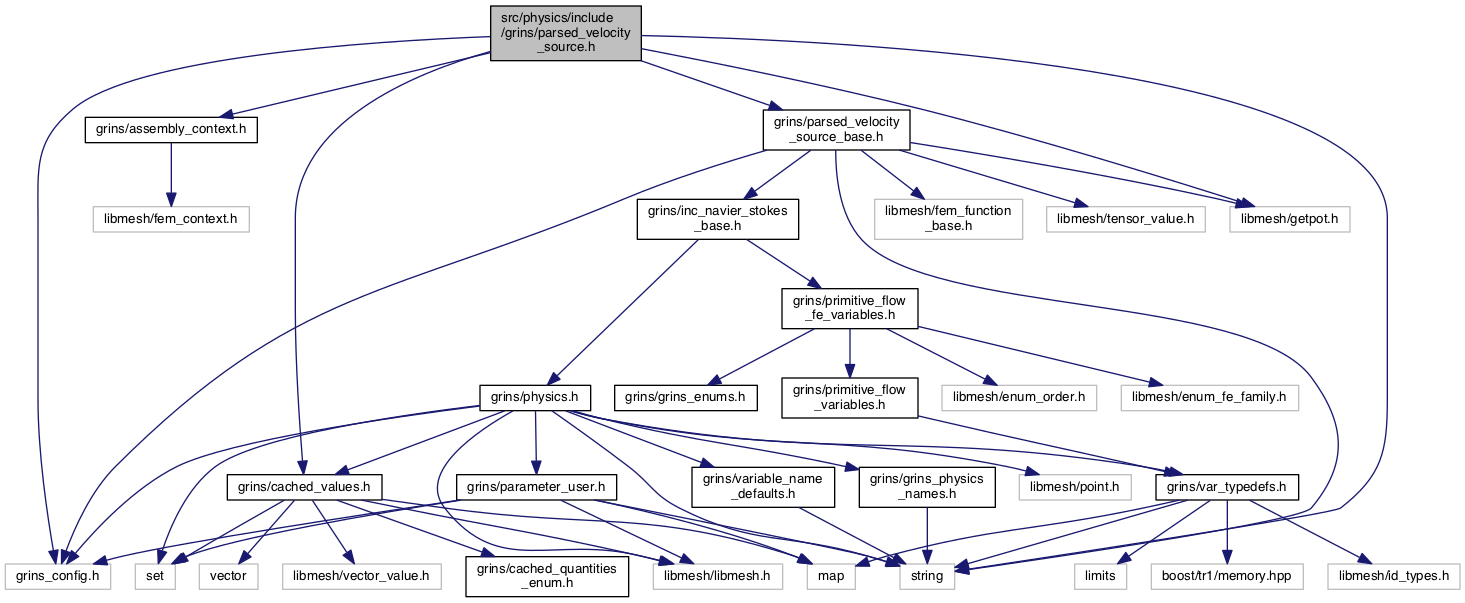 src/physics/include
/grins/parsed_velocity
_source.h
grins/assembly_context.h
grins/parsed_velocity
_source_base.h
libmesh/fem_context.h
grins/inc_navier_stokes
_base.h
libmesh/fem_function
_base.h
libmesh/tensor_value.h
libmesh/getpot.h
grins/primitive_flow
_fe_variables.h
grins/physics.h
grins/grins_enums.h
grins/primitive_flow
_variables.h
libmesh/enum_order.h
libmesh/enum_fe_family.h
grins/cached_values.h
grins/parameter_user.h
grins/variable_name
_defaults.h
grins/grins_physics
_names.h
libmesh/point.h
grins/var_typedefs.h
grins_config.h
set
vector
libmesh/vector_value.h
grins/cached_quantities
_enum.h
libmesh/libmesh.h
map
string
limits
boost/tr1/memory.hpp
libmesh/id_types.h